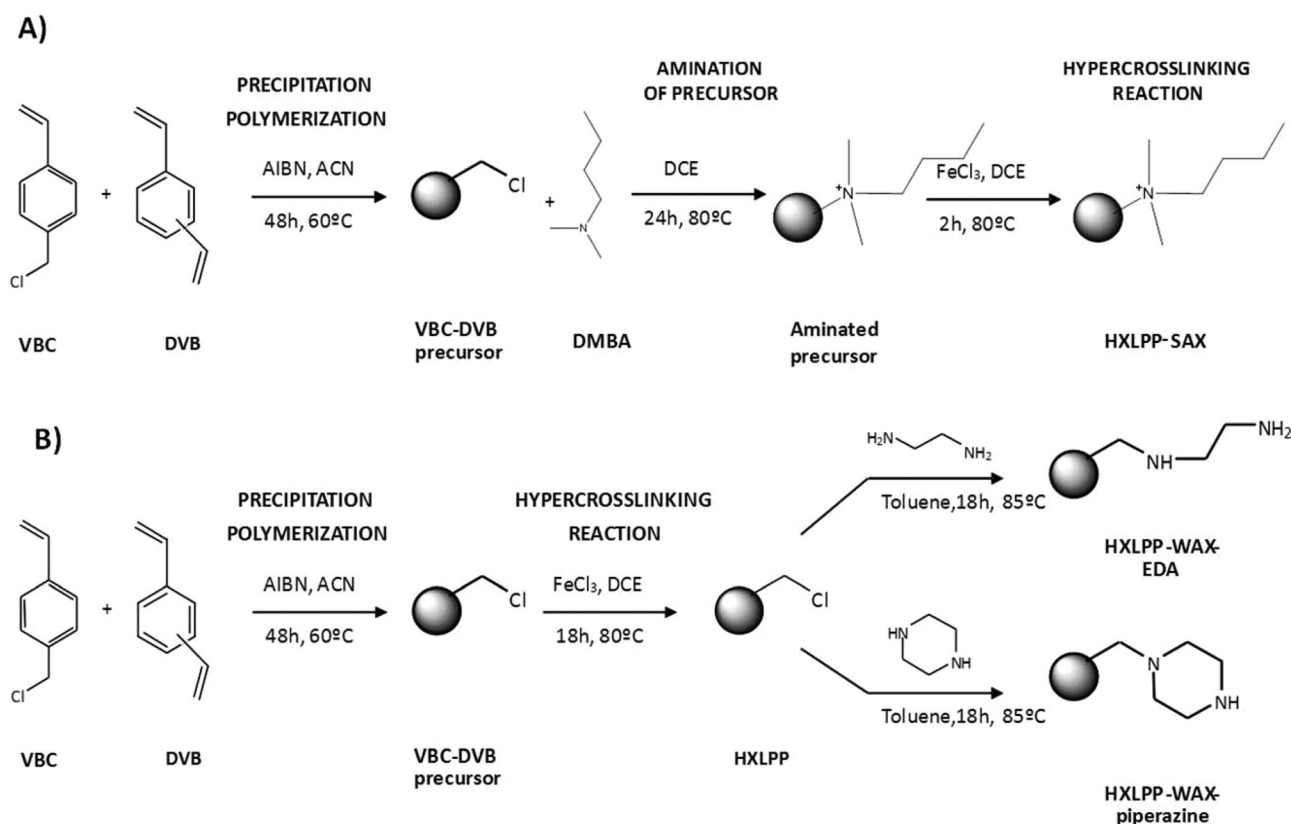 A)
PRECIPITATION
POLYMERIZATION
AMINATION
OF PRECURSOR
HYPERCROSSLINKING
REACTION
AIBN, ACN
48h, 60ºC
DCE
24h, 80ºC
FeCl₃, DCE
2h, 80ºC
+
Cl
Cl
+
N
+
N
+
N
VBC
DVB
VBC-DVB
precursor
DMBA
Aminated
precursor
HXLPP-SAX
B)
PRECIPITATION
POLYMERIZATION
HYPERCROSSLINKING
REACTION
AIBN, ACN
48h, 60ºC
FeCl₃, DCE
18h, 80ºC
+
Cl
Cl
Cl
H₂N
NH₂
Toluene,18h, 85ºC
NH
NH₂
HXLPP-WAX-
EDA
HN
NH
Toluene,18h, 85ºC
N
NH
VBC
DVB
VBC-DVB
precursor
HXLPP
HXLPP-WAX-
piperazine